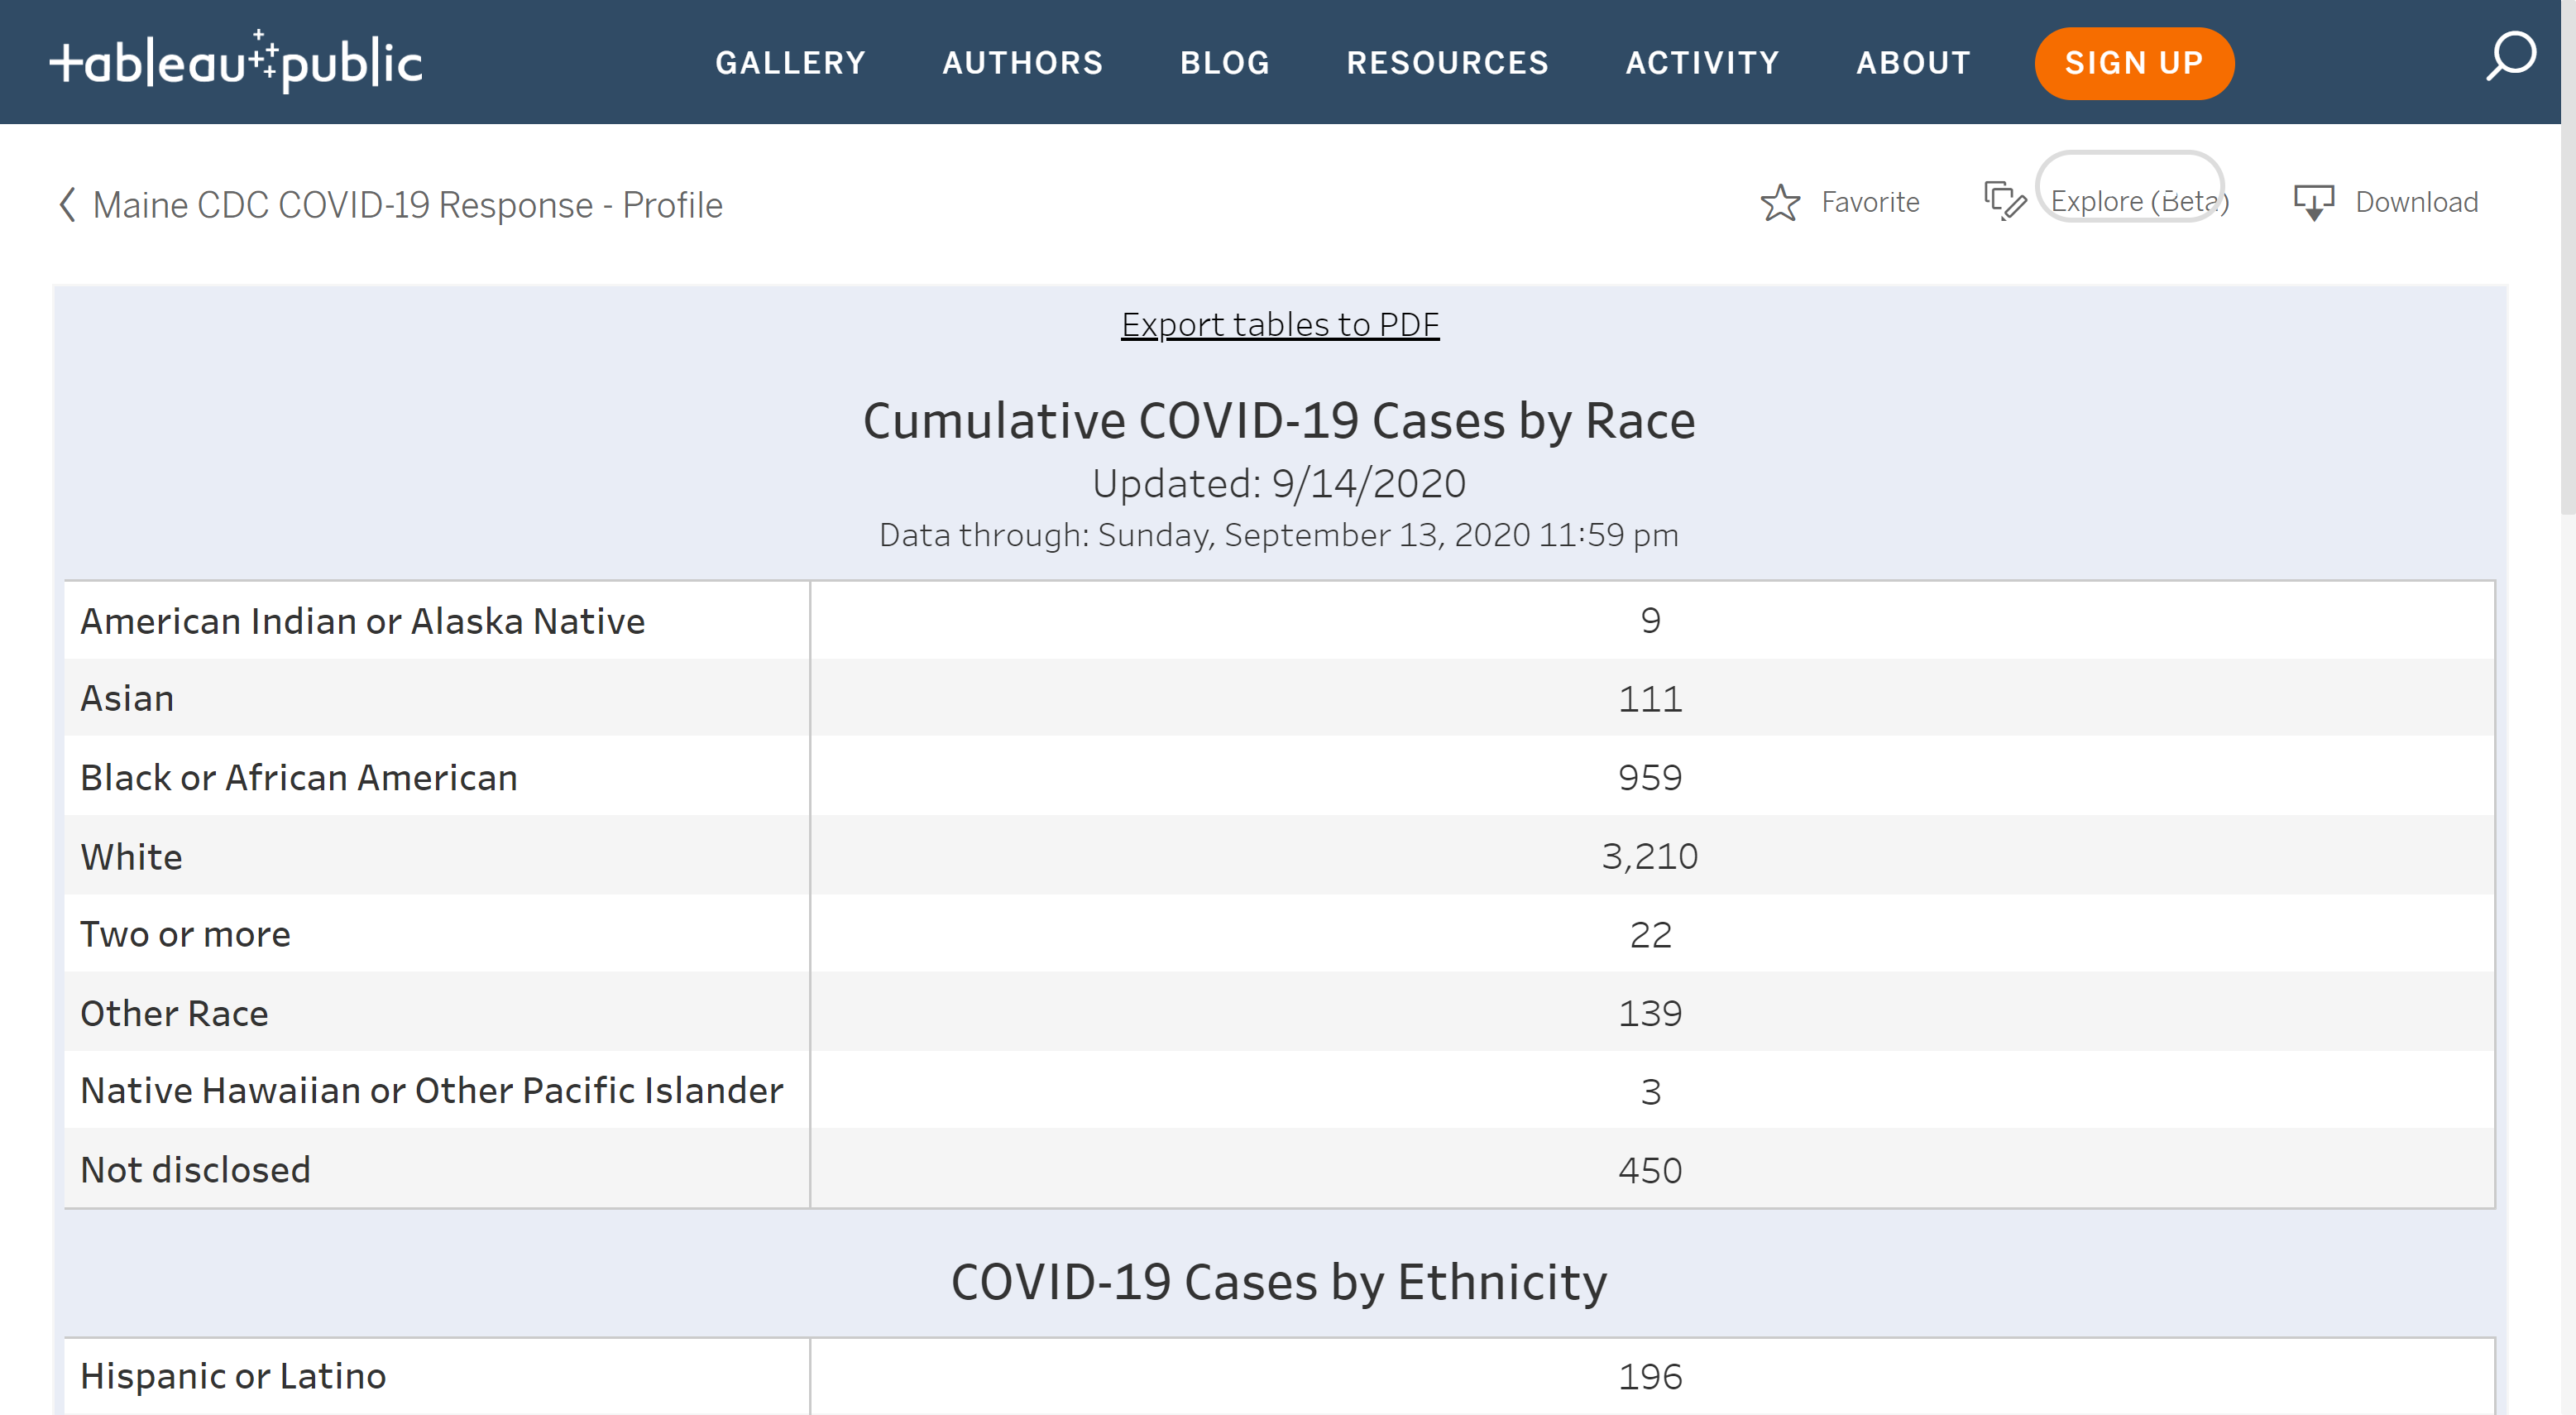 tableau public
GALLERY AUTHORS BLOG RESOURCES ACTIVITY ABOUT SIGN UP
Maine CDC COVID-19 Response - Profile
Favorite Explore (Beta) Download
Export tables to PDF
Cumulative COVID-19 Cases by Race
Updated: 9/14/2020
Data through: Sunday, September 13, 2020 11:59 pm
American Indian or Alaska Native 9
Asian 111
Black or African American 959
White 3,210
Two or more 22
Other Race 139
Native Hawaiian or Other Pacific Islander 3
Not disclosed 450
COVID-19 Cases by Ethnicity
Hispanic or Latino 196